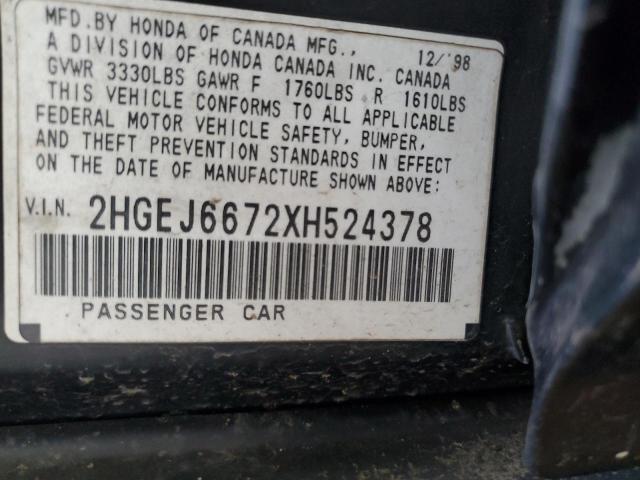 MFD.BY HONDA OF CANADA MFG., 12/'98
A DIVISION OF HONDA CANADA INC. CANADA
GVWR 3330LBS GAWR F 1760LBS R 1610LBS
THIS VEHICLE CONFORMS TO ALL APPLICABLE
FEDERAL MOTOR VEHICLE SAFETY, BUMPER,
AND THEFT PREVENTION STANDARDS IN EFFECT
ON THE DATE OF MANUFACTURE SHOWN ABOVE:
V.I.N. 2HGEJ6672XH524378
PASSENGER CAR